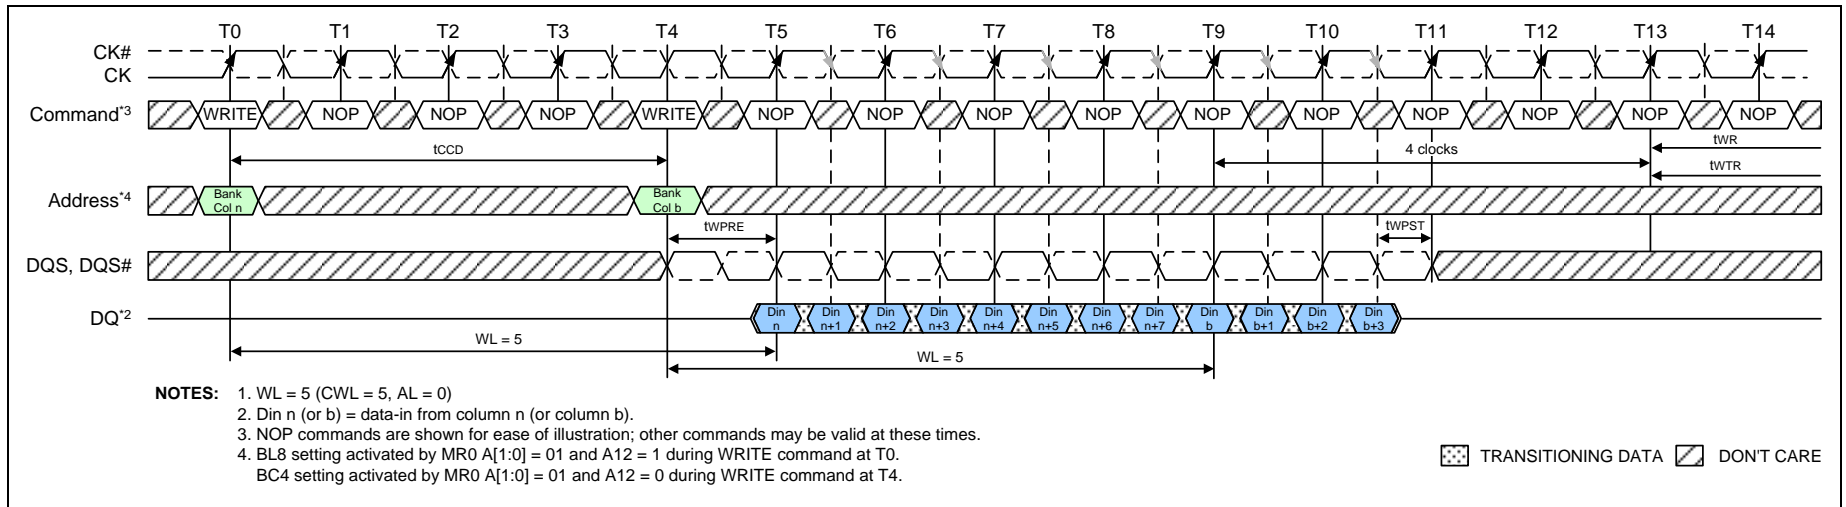 T0 T1 T2 T3 T4 T5 T6 T7 T8 T9 T10 T11 T12 T13 T14
CK#
CK
Command*3 WRITE NOP NOP NOP WRITE NOP NOP NOP NOP NOP NOP NOP NOP NOP NOP
tCCD 4 clocks tWR
tWTR
Address*4 Bank Col n Bank Col b
tWPRE tWPST
DQS, DQS#
DQ*2 Din n Din n+1 Din n+2 Din n+3 Din n+4 Din n+5 Din n+6 Din n+7 Din b Din b+1 Din b+2 Din b+3
WL = 5
WL = 5
NOTES: 1. WL = 5 (CWL = 5, AL = 0)
2. Din n (or b) = data-in from column n (or column b).
3. NOP commands are shown for ease of illustration; other commands may be valid at these times.
4. BL8 setting activated by MR0 A[1:0] = 01 and A12 = 1 during WRITE command at T0.
BC4 setting activated by MR0 A[1:0] = 01 and A12 = 0 during WRITE command at T4.
TRANSITIONING DATA DON'T CARE